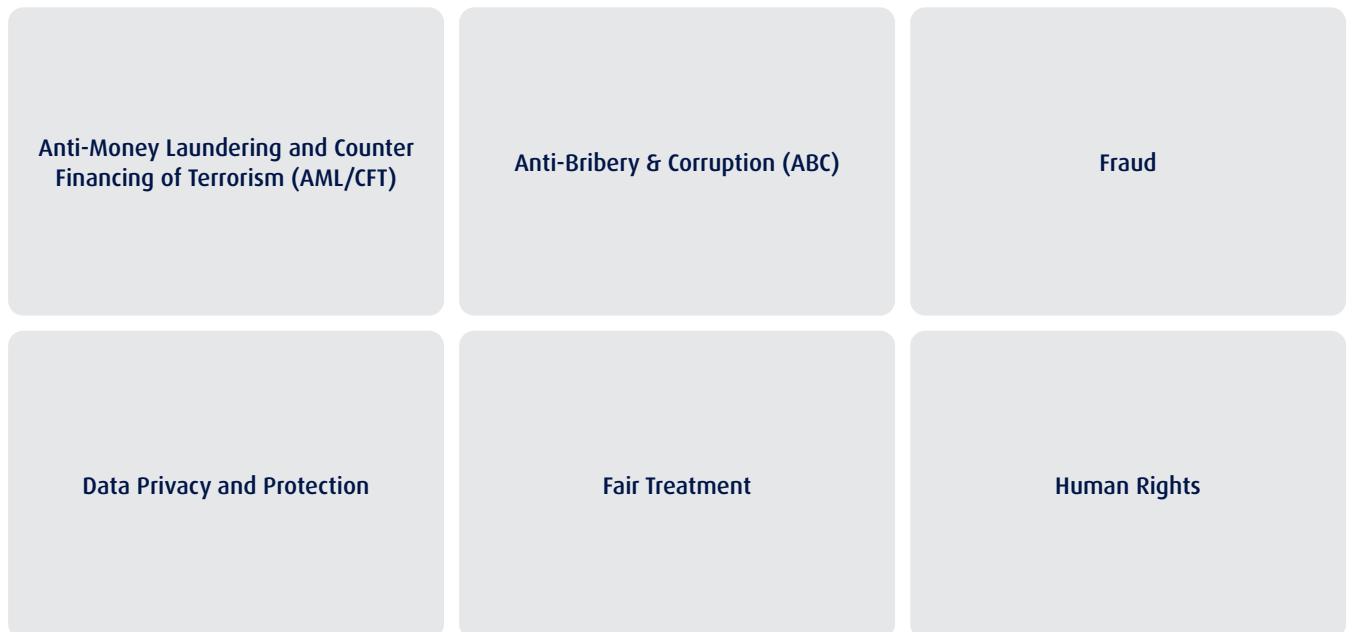 Anti-Money Laundering and Counter
Financing of Terrorism (AML/CFT)
Anti-Bribery & Corruption (ABC)
Fraud
Data Privacy and Protection
Fair Treatment
Human Rights